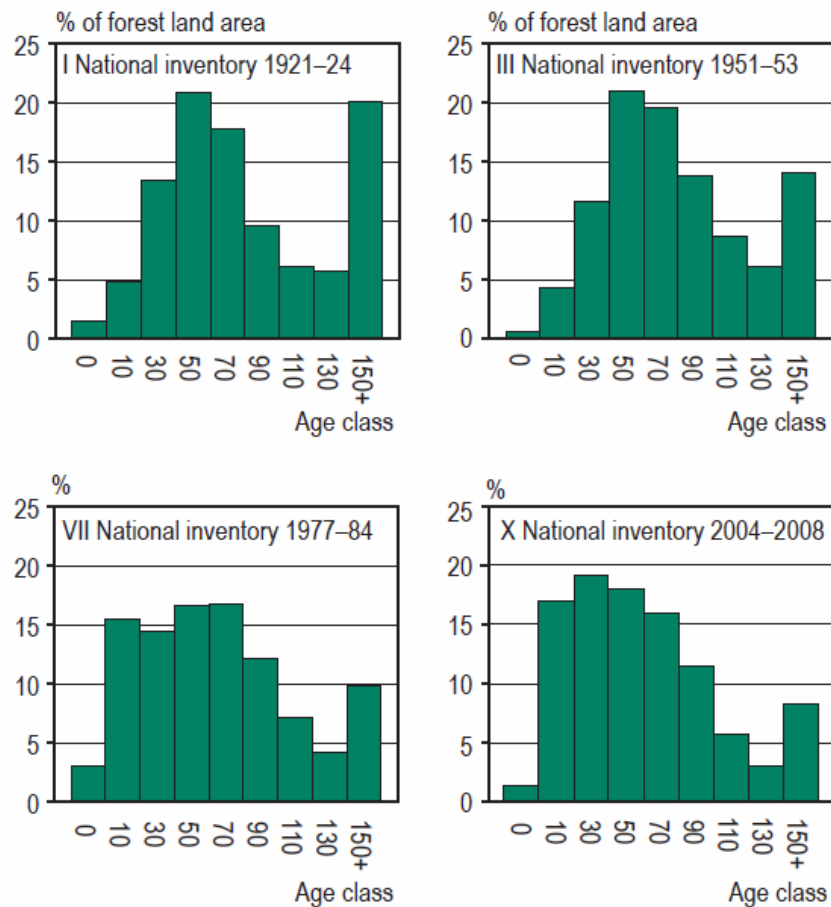 % of forest land area
I National inventory 1921–24
25
20
15
10
5
0
0 10 30 50 70 90 110 130 150+
Age class
% of forest land area
III National inventory 1951–53
25
20
15
10
5
0
0 10 30 50 70 90 110 130 150+
Age class
%
VII National inventory 1977–84
25
20
15
10
5
0
0 10 30 50 70 90 110 130 150+
Age class
%
X National inventory 2004–2008
25
20
15
10
5
0
0 10 30 50 70 90 110 130 150+
Age class